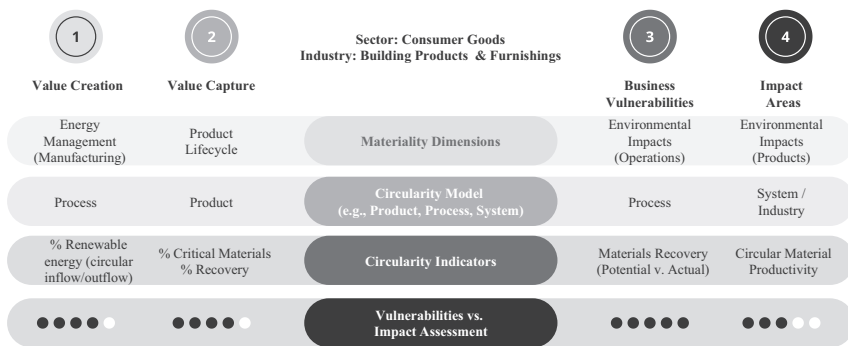 1
2
Sector: Consumer Goods
Industry: Building Products & Furnishings
3
4
Value Creation
Value Capture
Business
Vulnerabilities
Impact
Areas
Energy
Management
(Manufacturing)
Product
Lifecycle
Materiality Dimensions
Environmental
Impacts
(Operations)
Environmental
Impacts
(Products)
Process
Product
Circularity Model
(e.g., Product, Process, System)
Process
System /
Industry
% Renewable
energy (circular
inflow/outflow)
% Critical Materials
% Recovery
Circularity Indicators
Materials Recovery
(Potential v. Actual)
Circular Material
Productivity
Vulnerabilities vs.
Impact Assessment